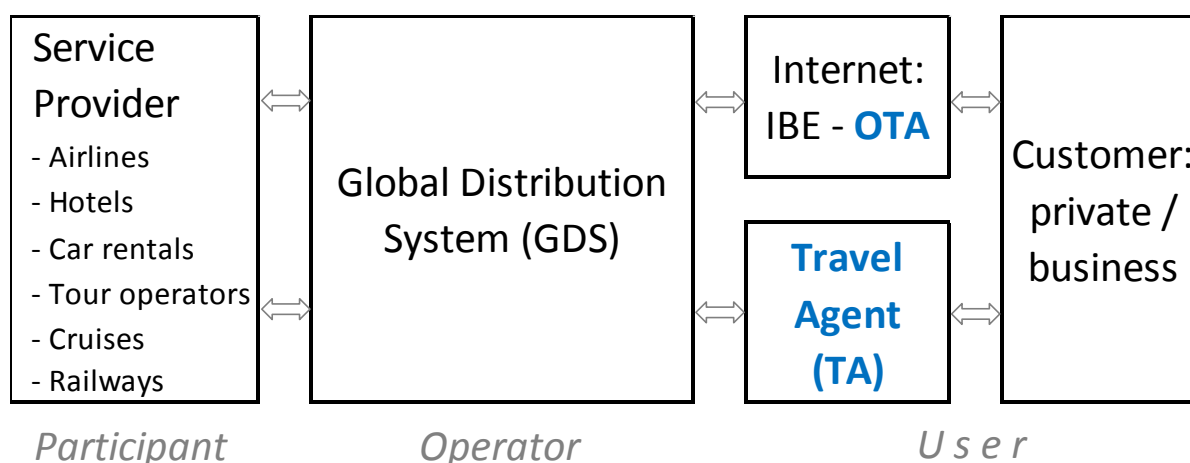 Service
Provider
- Airlines
- Hotels
- Car rentals
- Tour operators
- Cruises
- Railways
Global Distribution
System (GDS)
Internet:
IBE - OTA
Travel
Agent
(TA)
Customer:
private /
business
Participant
Operator
User